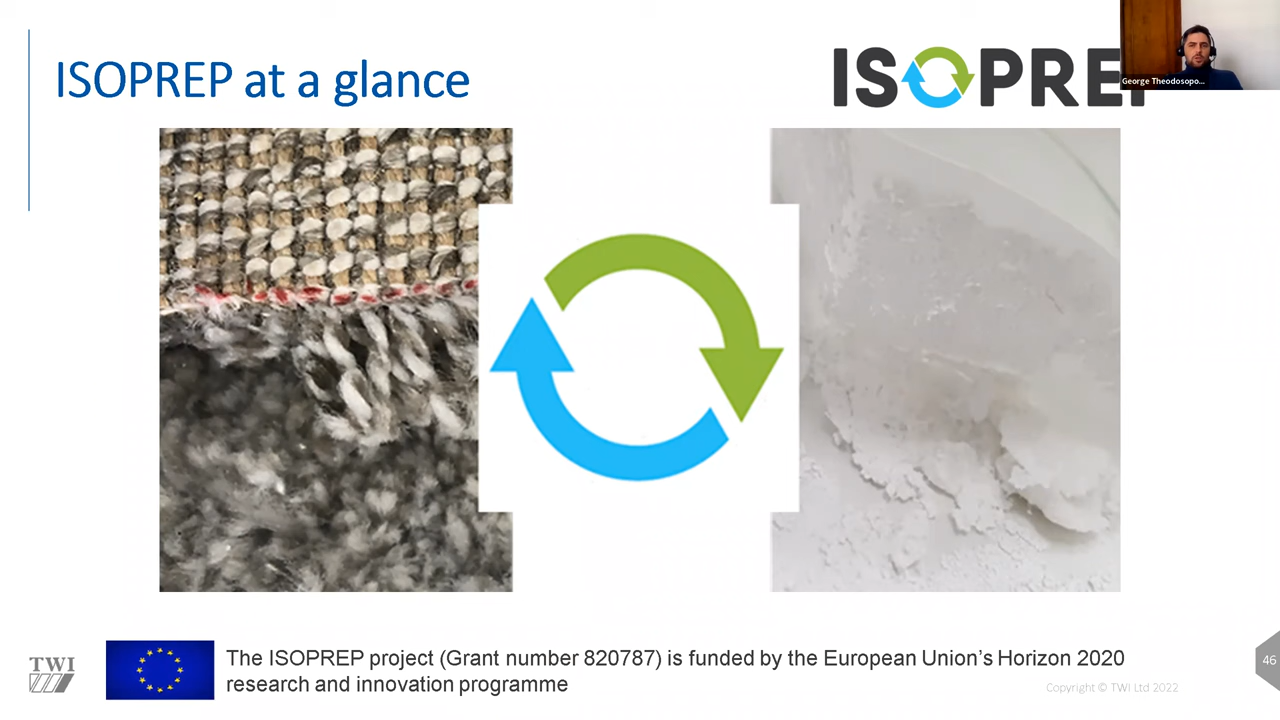 ISOPREP at a glance
ISOPREP
George Theodosopo...
TWI
The ISOPREP project (Grant number 820787) is funded by the European Union's Horizon 2020
research and innovation programme
46
Copyright © TWI Ltd 2022